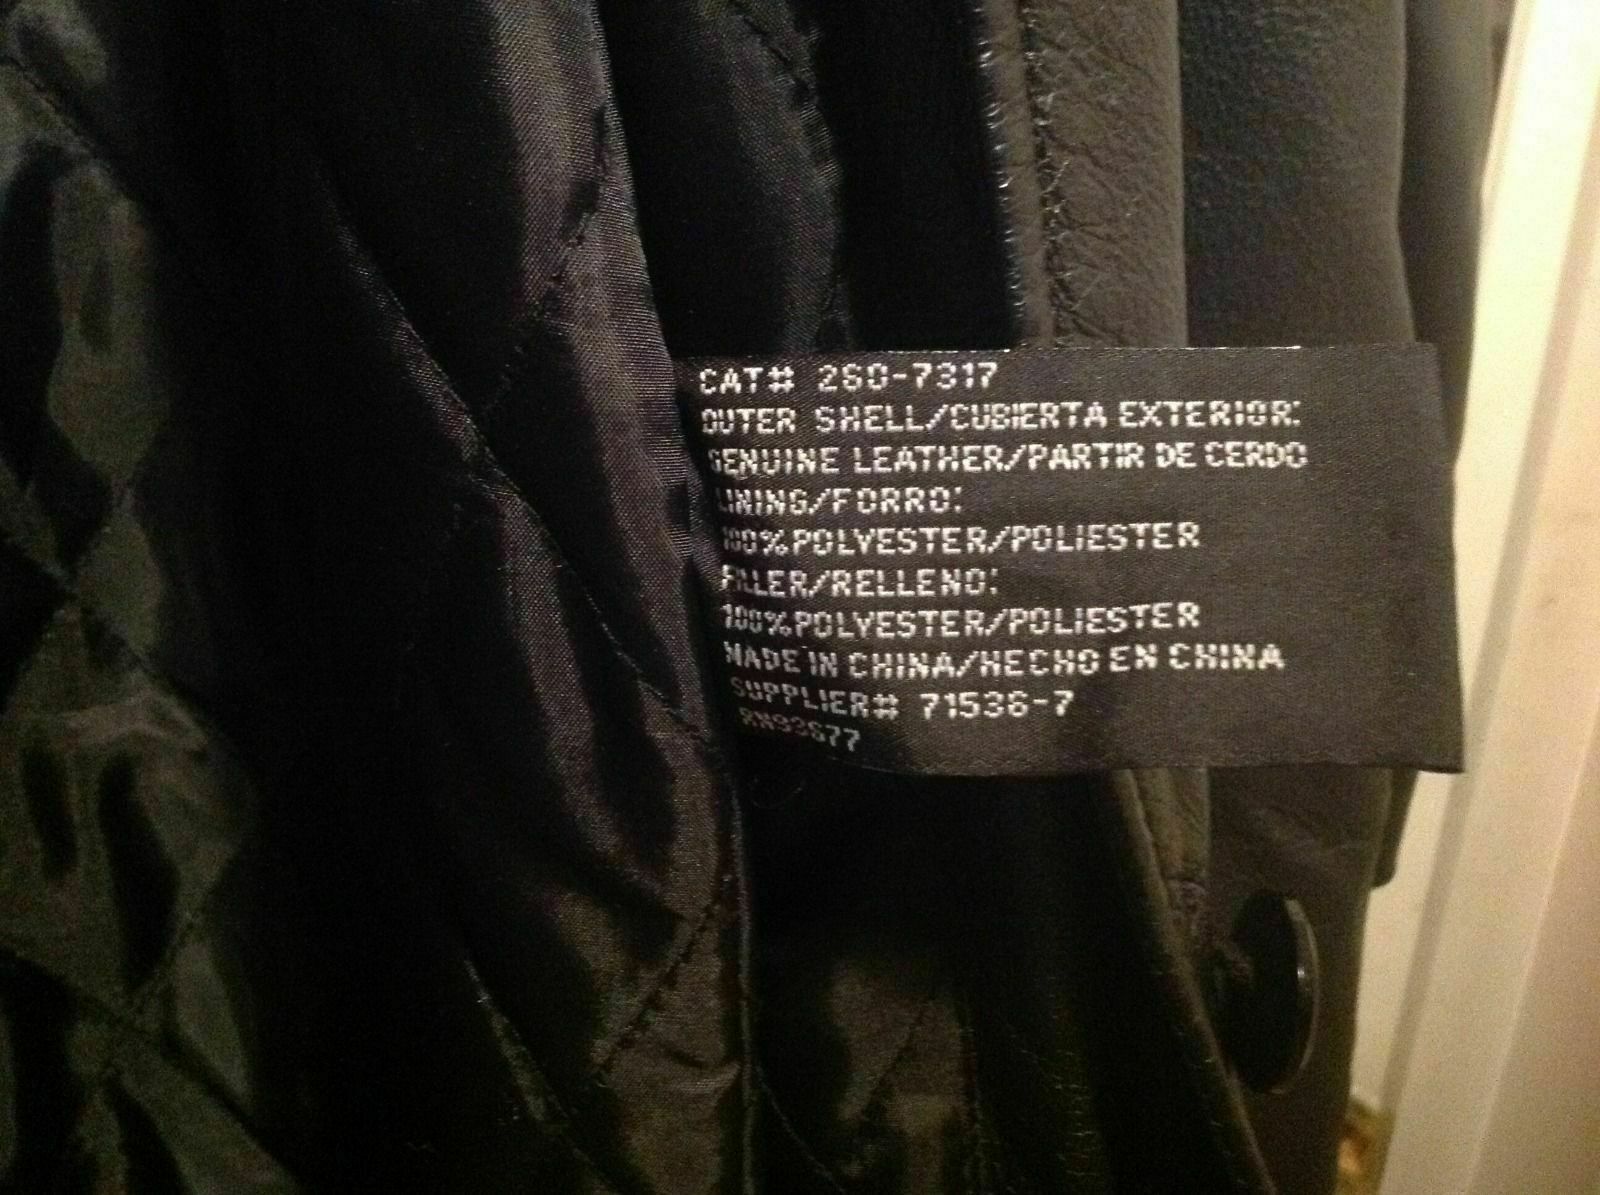 CAT# 260-7317
OUTER SHELL/CUBIERTA EXTERIOR:
GENUINE LEATHER/PARTIR DE CERDO
LINING/FORRO:
100%POLYESTER/POLIESTER
FILLER/RELLENO:
100%POLYESTER/POLIESTER
MADE IN CHINA/HECHO EN CHINA
SUPPLIER# 71536-7
RN93677